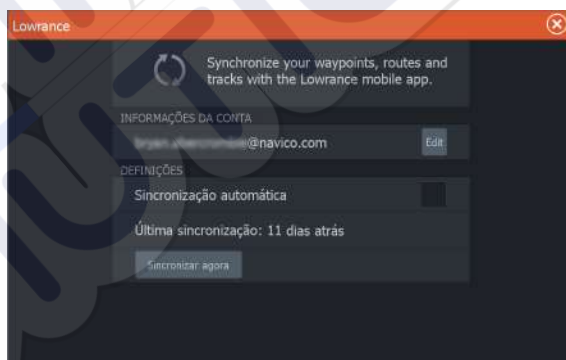 Lowrance
Synchronize your waypoints, routes and
tracks with the Lowrance mobile app.
INFORMAÇÕES DA CONTA
@navico.com
Edit
DEFINIÇÕES
Sincronização automática
Última sincronização: 11 dias atrás
Sincronizar agora